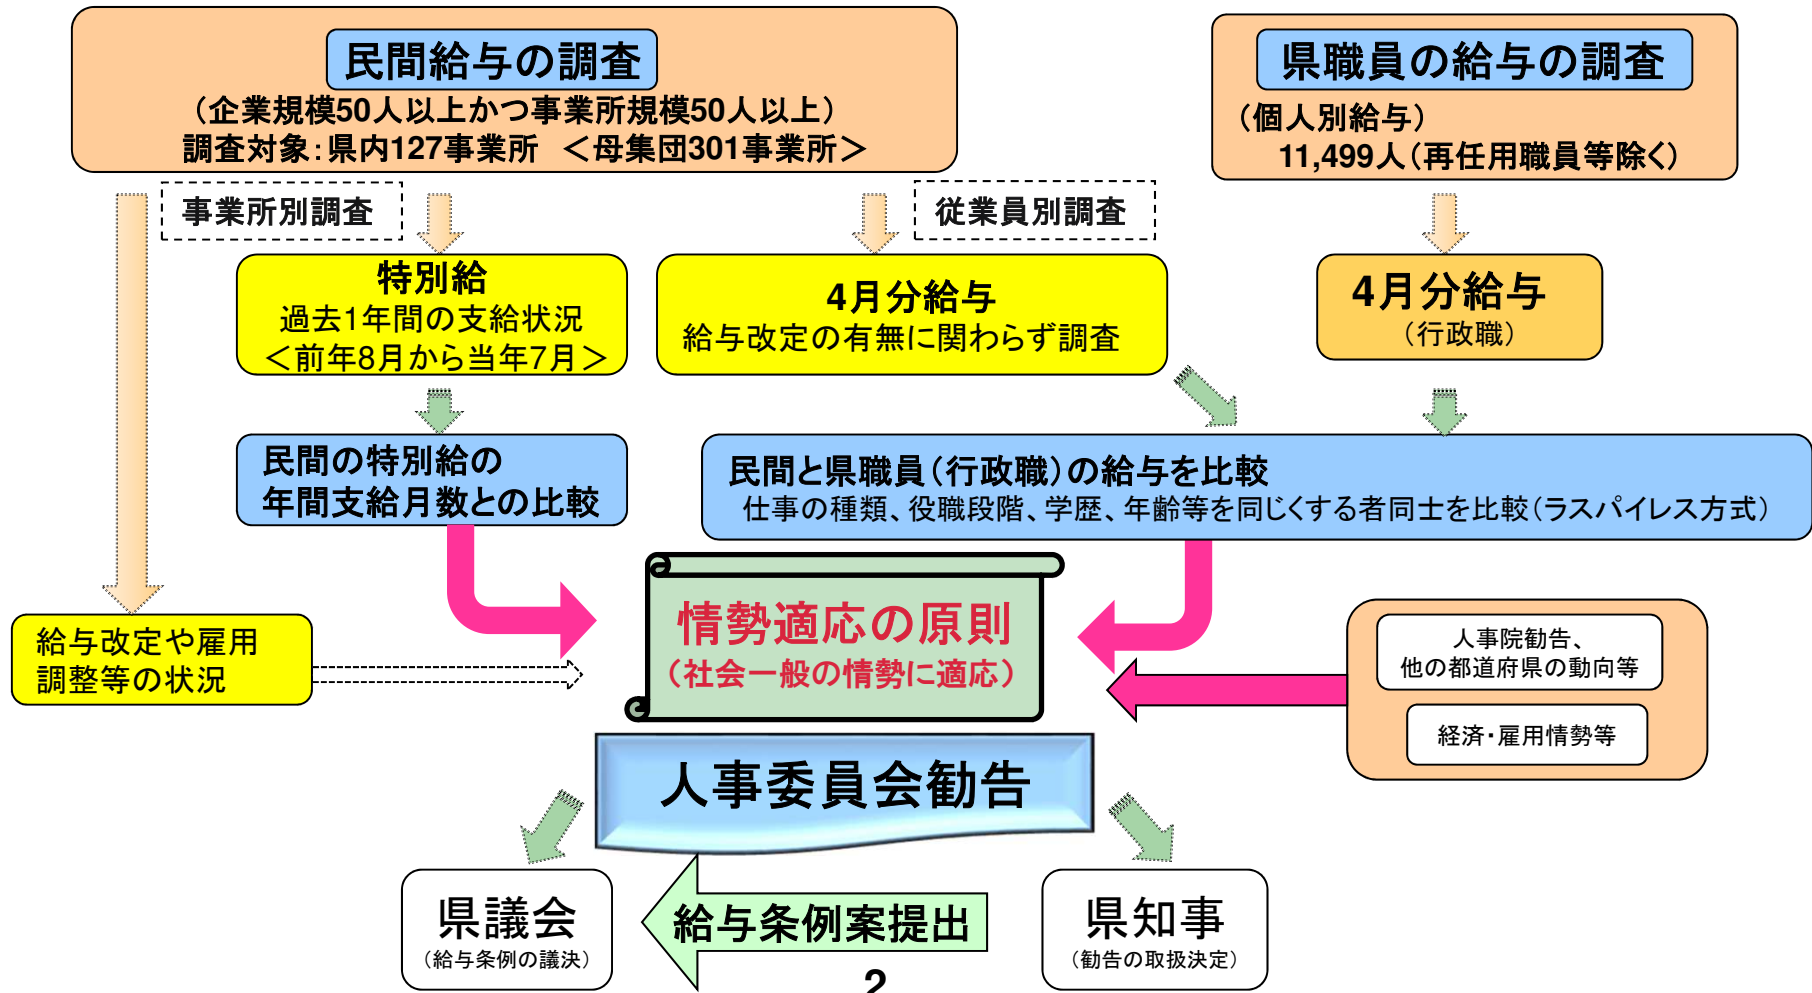 民間給与の調査
（企業規模50人以上かつ事業所規模50人以上）
調査対象：県内127事業所　＜母集団301事業所＞
県職員の給与の調査
（個人別給与）
11,499人（再任用職員等除く）
事業所別調査
従業員別調査
特別給
過去1年間の支給状況
＜前年8月から当年7月＞
4月分給与
給与改定の有無に関わらず調査
4月分給与
（行政職）
民間の特別給の
年間支給月数との比較
民間と県職員（行政職）の給与を比較
仕事の種類、役職段階、学歴、年齢等を同じくする者同士を比較（ラスパイレス方式）
情勢適応の原則
（社会一般の情勢に適応）
給与改定や雇用
調整等の状況
人事院勧告、
他の都道府県の動向等
経済・雇用情勢等
人事委員会勧告
県議会
（給与条例の議決）
給与条例案提出
県知事
（勧告の取扱決定）
2